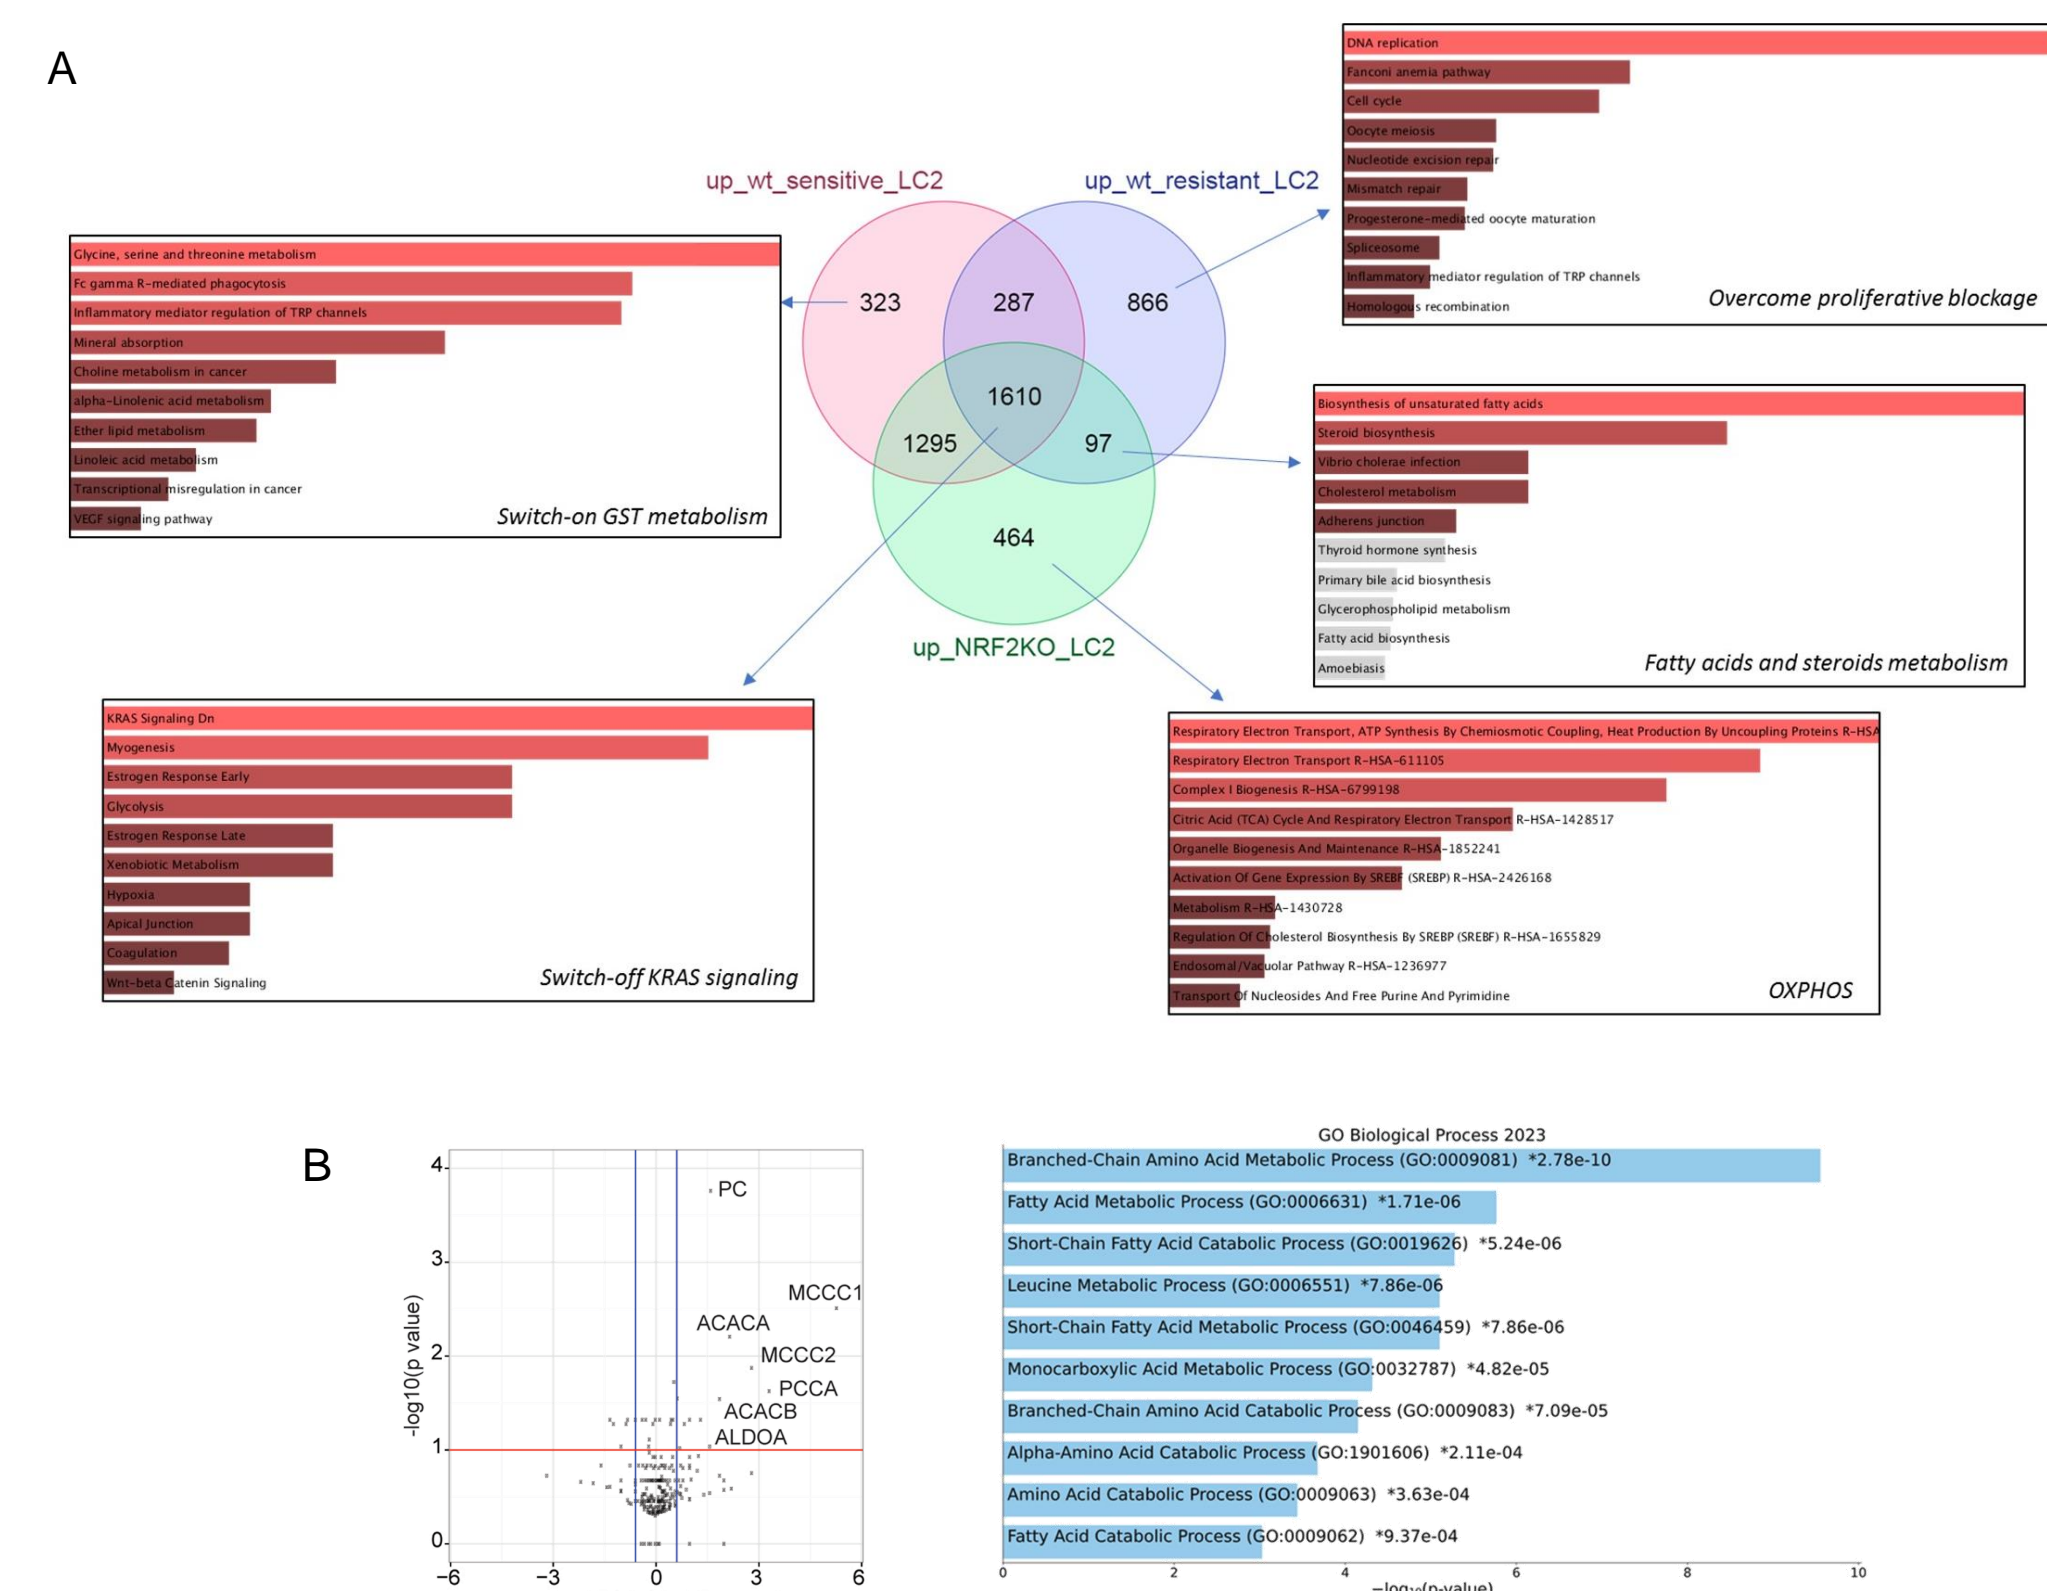 A
DNA replication
Fanconi anemia pathway
Cell cycle
Oocyte meiosis
Nucleotide excision repair
Mismatch repair
Progesterone-mediated oocyte maturation
Spliceosome
Inflammatory mediator regulation of TRP channels
Homologous recombination
Overcome proliferative blockage
up_wt_sensitive_LC2
up_wt_resistant_LC2
Glycine, serine and threonine metabolism
Fc gamma R-mediated phagocytosis
Inflammatory mediator regulation of TRP channels
Mineral absorption
Choline metabolism in cancer
alpha-Linolenic acid metabolism
Ether lipid metabolism
Linoleic acid metabolism
Transcriptional misregulation in cancer
VEGF signaling pathway
Switch-on GST metabolism
323
287
866
1610
1295
97
464
up_NRF2KO_LC2
Biosynthesis of unsaturated fatty acids
Steroid biosynthesis
Vibrio cholerae infection
Cholesterol metabolism
Adherens junction
Thyroid hormone synthesis
Primary bile acid biosynthesis
Glycerophospholipid metabolism
Fatty acid biosynthesis
Amoebiasis
Fatty acids and steroids metabolism
KRAS Signaling Dn
Myogenesis
Estrogen Response Early
Glycolysis
Estrogen Response Late
Xenobiotic Metabolism
Hypoxia
Apical Junction
Coagulation
Wnt-beta Catenin Signaling
Switch-off KRAS signaling
Respiratory Electron Transport, ATP Synthesis By Chemiosmotic Coupling, Heat Production By Uncoupling Proteins R-HSA
Respiratory Electron Transport R-HSA-611105
Complex I Biogenesis R-HSA-6799198
Citric Acid (TCA) Cycle And Respiratory Electron Transport R-HSA-1428517
Organelle Biogenesis And Maintenance R-HSA-1852241
Activation Of Gene Expression By SREBF (SREBP) R-HSA-2426168
Metabolism R-HSA-1430728
Regulation Of Cholesterol Biosynthesis By SREBP (SREBF) R-HSA-1655829
Endosomal/Vacuolar Pathway R-HSA-1236977
Transport Of Nucleosides And Free Purine And Pyrimidine
OXPHOS
B
-log10(p value)
4
3
2
1
0
-6
-3
0
3
6
PC
MCCC1
ACACA
MCCC2
PCCA
ACACB
ALDOA
GO Biological Process 2023
Branched-Chain Amino Acid Metabolic Process (GO:0009081) *2.78e-10
Fatty Acid Metabolic Process (GO:0006631) *1.71e-06
Short-Chain Fatty Acid Catabolic Process (GO:0019626) *5.24e-06
Leucine Metabolic Process (GO:0006551) *7.86e-06
Short-Chain Fatty Acid Metabolic Process (GO:0046459) *7.86e-06
Monocarboxylic Acid Metabolic Process (GO:0032787) *4.82e-05
Branched-Chain Amino Acid Catabolic Process (GO:0009083) *7.09e-05
Alpha-Amino Acid Catabolic Process (GO:1901606) *2.11e-04
Amino Acid Catabolic Process (GO:0009063) *3.63e-04
Fatty Acid Catabolic Process (GO:0009062) *9.37e-04
0
2
4
6
8
10
−log₁₀(p-value)